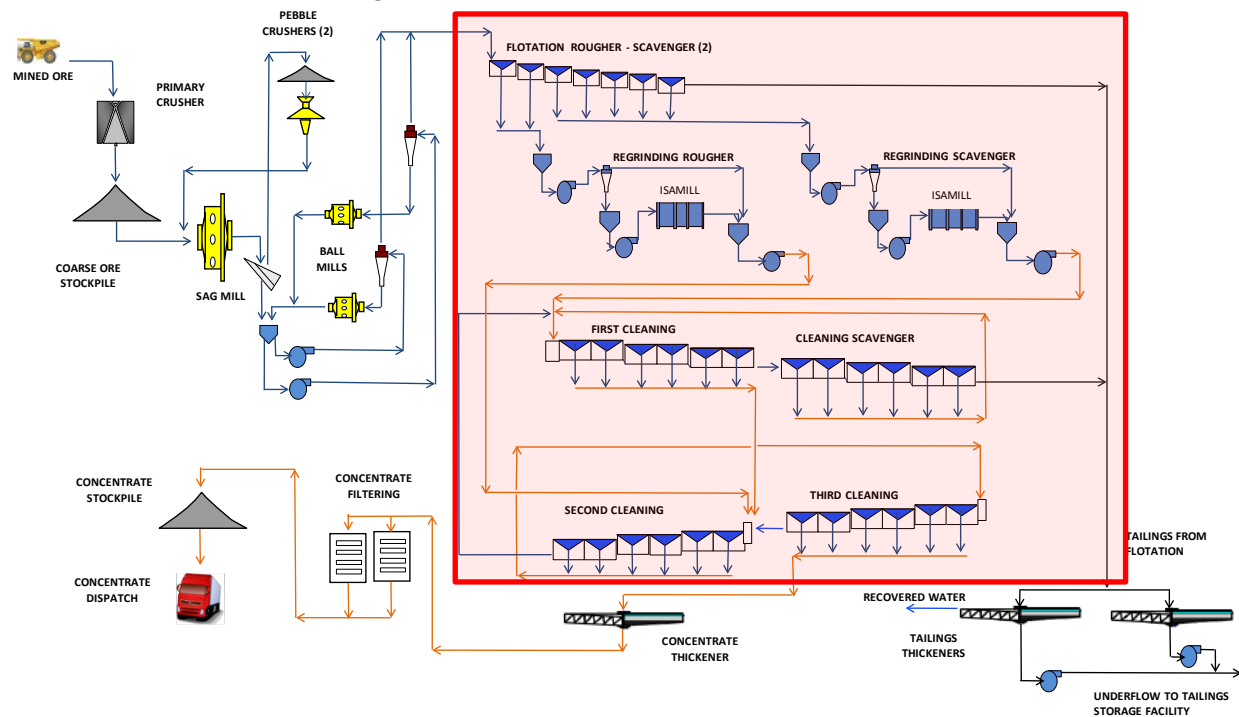 PEBBLE
CRUSHERS (2)
MINED ORE
PRIMARY
CRUSHER
COARSE ORE
STOCKPILE
SAG MILL
BALL
MILLS
FLOTATION ROUGHER - SCAVENGER (2)
REGRINDING ROUGHER
ISAMILL
REGRINDING SCAVENGER
ISAMILL
FIRST CLEANING
CLEANING SCAVENGER
SECOND CLEANING
THIRD CLEANING
CONCENTRATE
STOCKPILE
CONCENTRATE
FILTERING
CONCENTRATE
DISPATCH
CONCENTRATE
THICKENER
TAILINGS FROM
FLOTATION
RECOVERED WATER
TAILINGS
THICKENERS
UNDERFLOW TO TAILINGS
STORAGE FACILITY